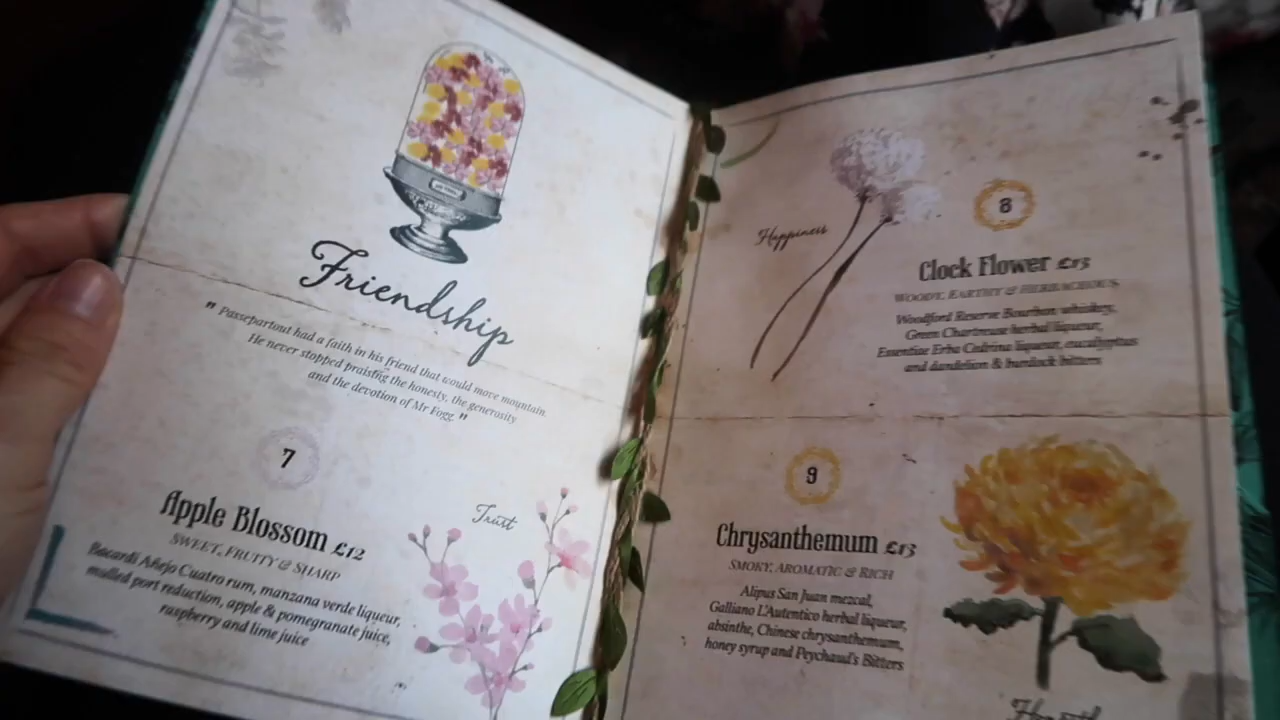 Friendship
" Passepartout had a faith in his friend that would move mountain.
He never stopped praising the honesty, the generosity
and the devotion of Mr Fogg "
7
Apple Blossom £12
SWEET, FRUITY & SHARP
Bacardi Añejo Cuatro rum, manzana verde liqueur,
mulled port reduction, apple & pomegranate juice,
raspberry and lime juice
Trust
Happiness
8
Clock Flower £13
WOODY, EARTHY & HERBACEOUS
Woodford Reserve Bourbon whiskey,
Green Chartreuse herbal liqueur,
Essentiae Erba Cedrina liqueur, eucalyptus
and dandelion & burdock bitters
9
Chrysanthemum £13
SMOKY, AROMATIC & RICH
Alipus San Juan mezcal,
Galliano L'Autentico herbal liqueur,
absinthe, Chinese chrysanthemum,
honey syrup and Peychaud's Bitters